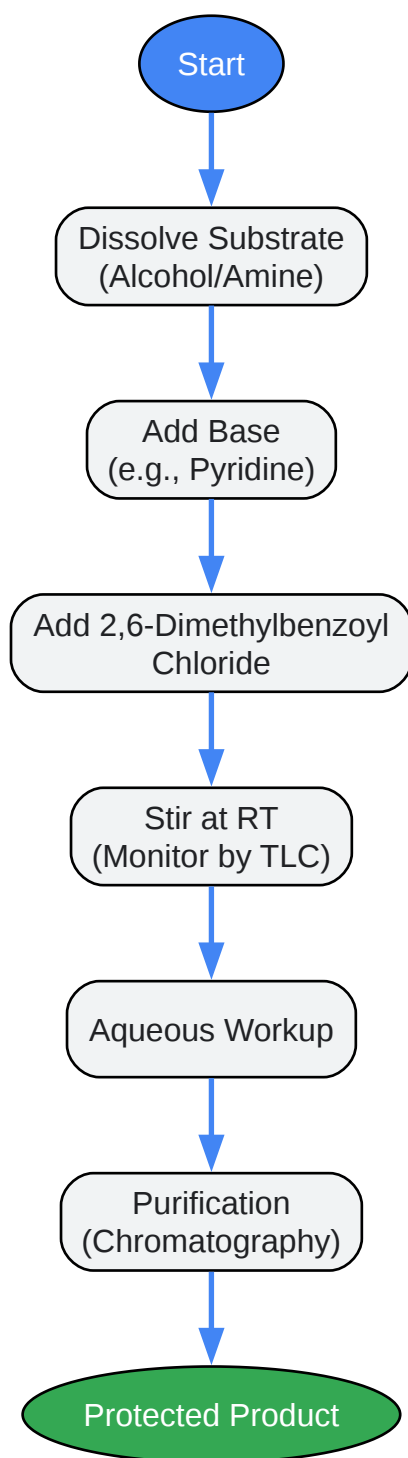 Start
Dissolve Substrate
(Alcohol/Amine)
Add Base
(e.g., Pyridine)
Add 2,6-Dimethylbenzoyl
Chloride
Stir at RT
(Monitor by TLC)
Aqueous Workup
Purification
(Chromatography)
Protected Product